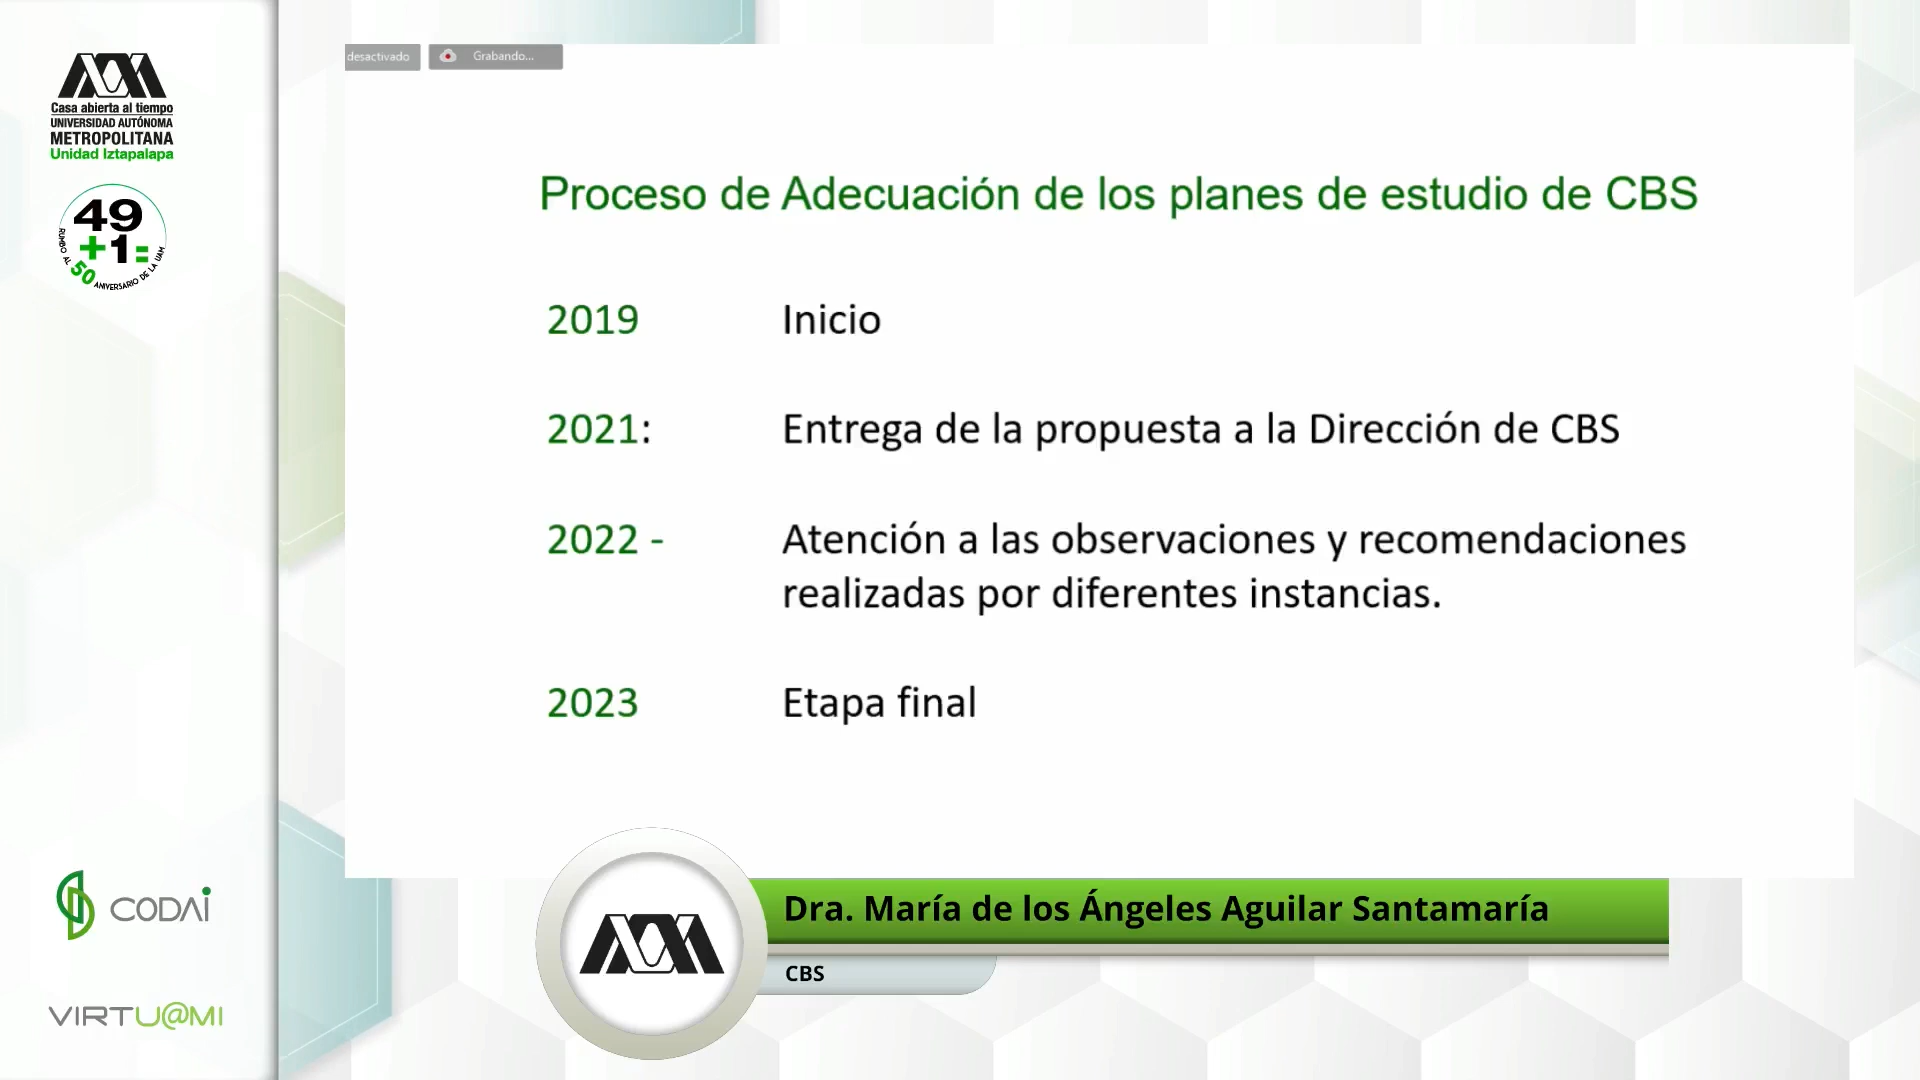 desactivado
Grabando...
Casa abierta al tiempo
UNIVERSIDAD AUTÓNOMA
METROPOLITANA
Unidad Iztapalapa
49
+1=
RUMBO AL 50 ANIVERSARIO DE LA UAM
Proceso de Adecuación de los planes de estudio de CBS
2019 Inicio
2021: Entrega de la propuesta a la Dirección de CBS
2022 - Atención a las observaciones y recomendaciones
realizadas por diferentes instancias.
2023 Etapa final
CODAI
VIRTU@MI
Dra. María de los Ángeles Aguilar Santamaría
CBS